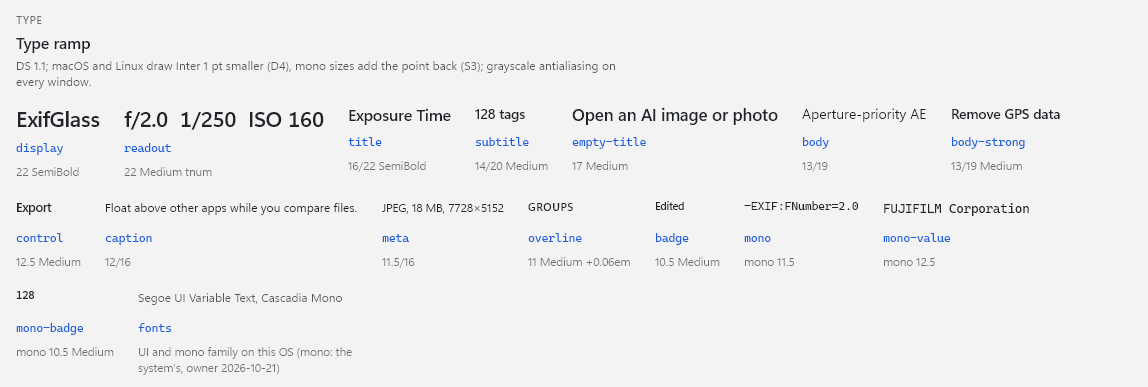 TYPE
Type ramp
DS 1.1; macOS and Linux draw Inter 1 pt smaller (D4), mono sizes add the point back (S3); grayscale antialiasing on
every window.
ExifGlass f/2.0 1/250 ISO 160 Exposure Time 128 tags Open an AI image or photo Aperture-priority AE Remove GPS data
display readout title subtitle empty-title body body-strong
22 SemiBold 22 Medium tnum 16/22 SemiBold 14/20 Medium 17 Medium 13/19 13/19 Medium
Export Float above other apps while you compare files. JPEG, 18 MB, 7728×5152 GROUPS Edited -EXIF:FNumber=2.0 FUJIFILM Corporation
control caption meta overline badge mono mono-value
12.5 Medium 12/16 11.5/16 11 Medium +0.06em 10.5 Medium mono 11.5 mono 12.5
128 Segoe UI Variable Text, Cascadia Mono
mono-badge fonts
mono 10.5 Medium UI and mono family on this OS (mono: the
system's, owner 2026-10-21)